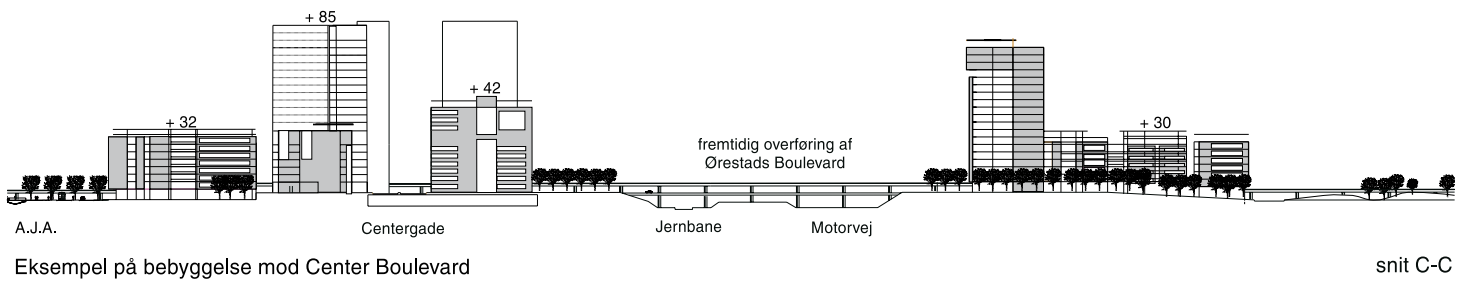 + 85
+ 42
+ 32
+ 30
fremtidig overføring af
Ørestads Boulevard
A.J.A.
Centergade
Jernbane
Motorvej
Eksempel på bebyggelse mod Center Boulevard
snit C-C